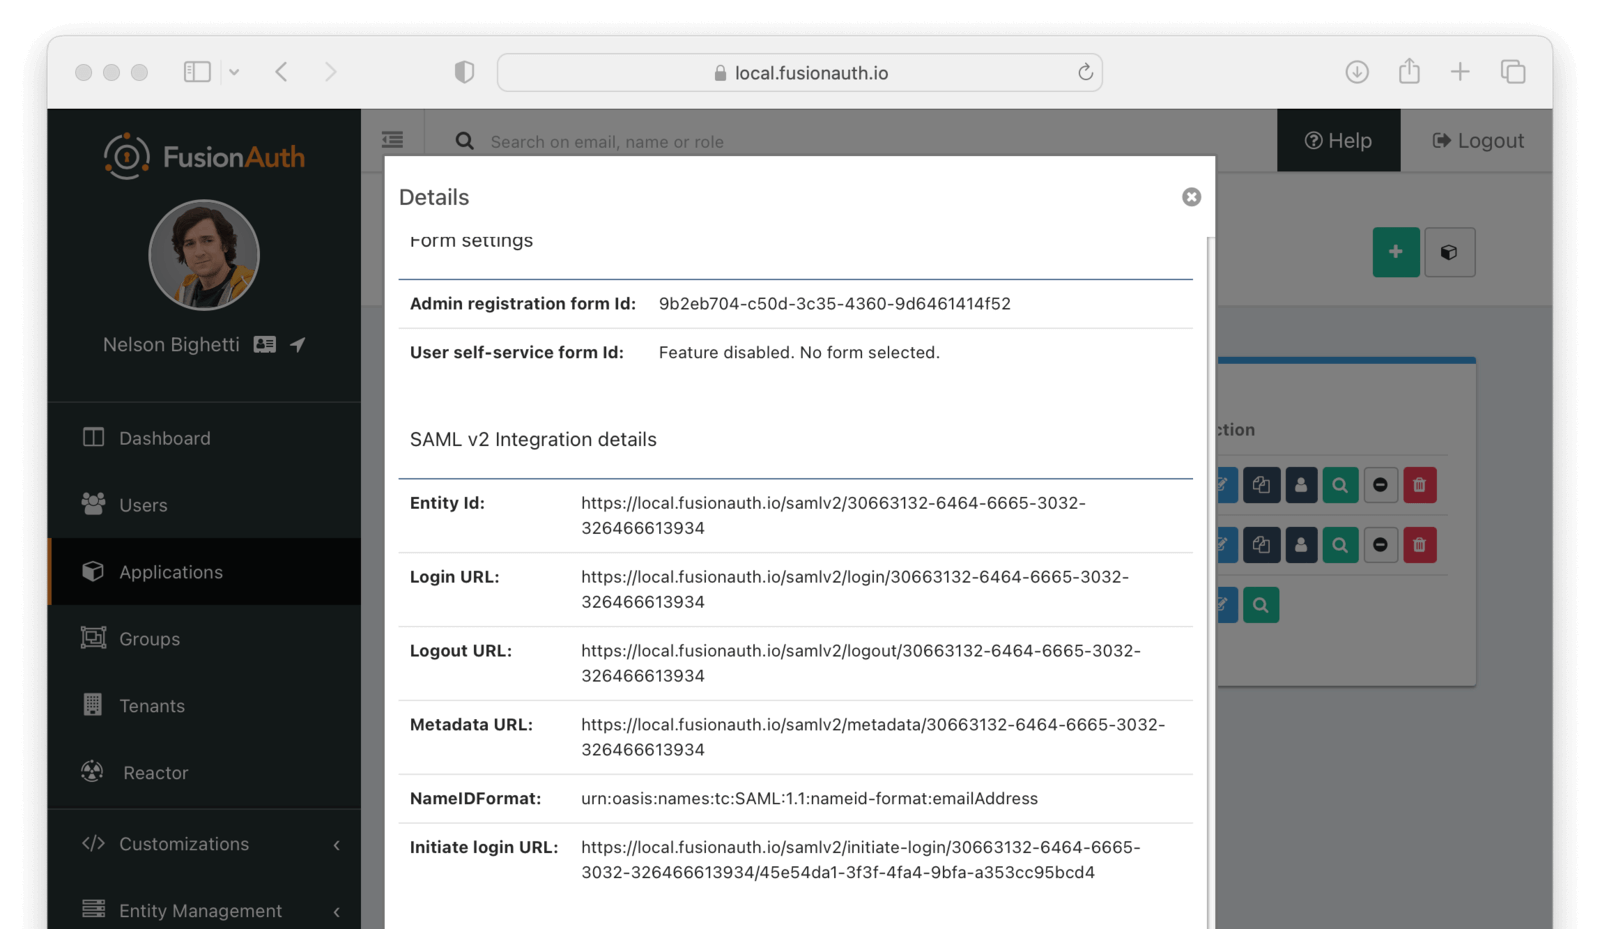 local.fusionauth.io
FusionAuth
Search on email, name or role
Help
Logout
Nelson Bighetti
Dashboard
Users
Applications
Groups
Tenants
Reactor
Customizations
Entity Management
Details
Form settings
Admin registration form Id: 9b2eb704-c50d-3c35-4360-9d6461414f52
User self-service form Id: Feature disabled. No form selected.
SAML v2 Integration details
Entity Id: https://local.fusionauth.io/samlv2/30663132-6464-6665-3032-
326466613934
Login URL: https://local.fusionauth.io/samlv2/login/30663132-6464-6665-3032-
326466613934
Logout URL: https://local.fusionauth.io/samlv2/logout/30663132-6464-6665-3032-
326466613934
Metadata URL: https://local.fusionauth.io/samlv2/metadata/30663132-6464-6665-3032-
326466613934
NameIDFormat: urn:oasis:names:tc:SAML:1.1:nameid-format:emailAddress
Initiate login URL: https://local.fusionauth.io/samlv2/initiate-login/30663132-6464-6665-
3032-326466613934/45e54da1-3f3f-4fa4-9bfa-a353cc95bcd4